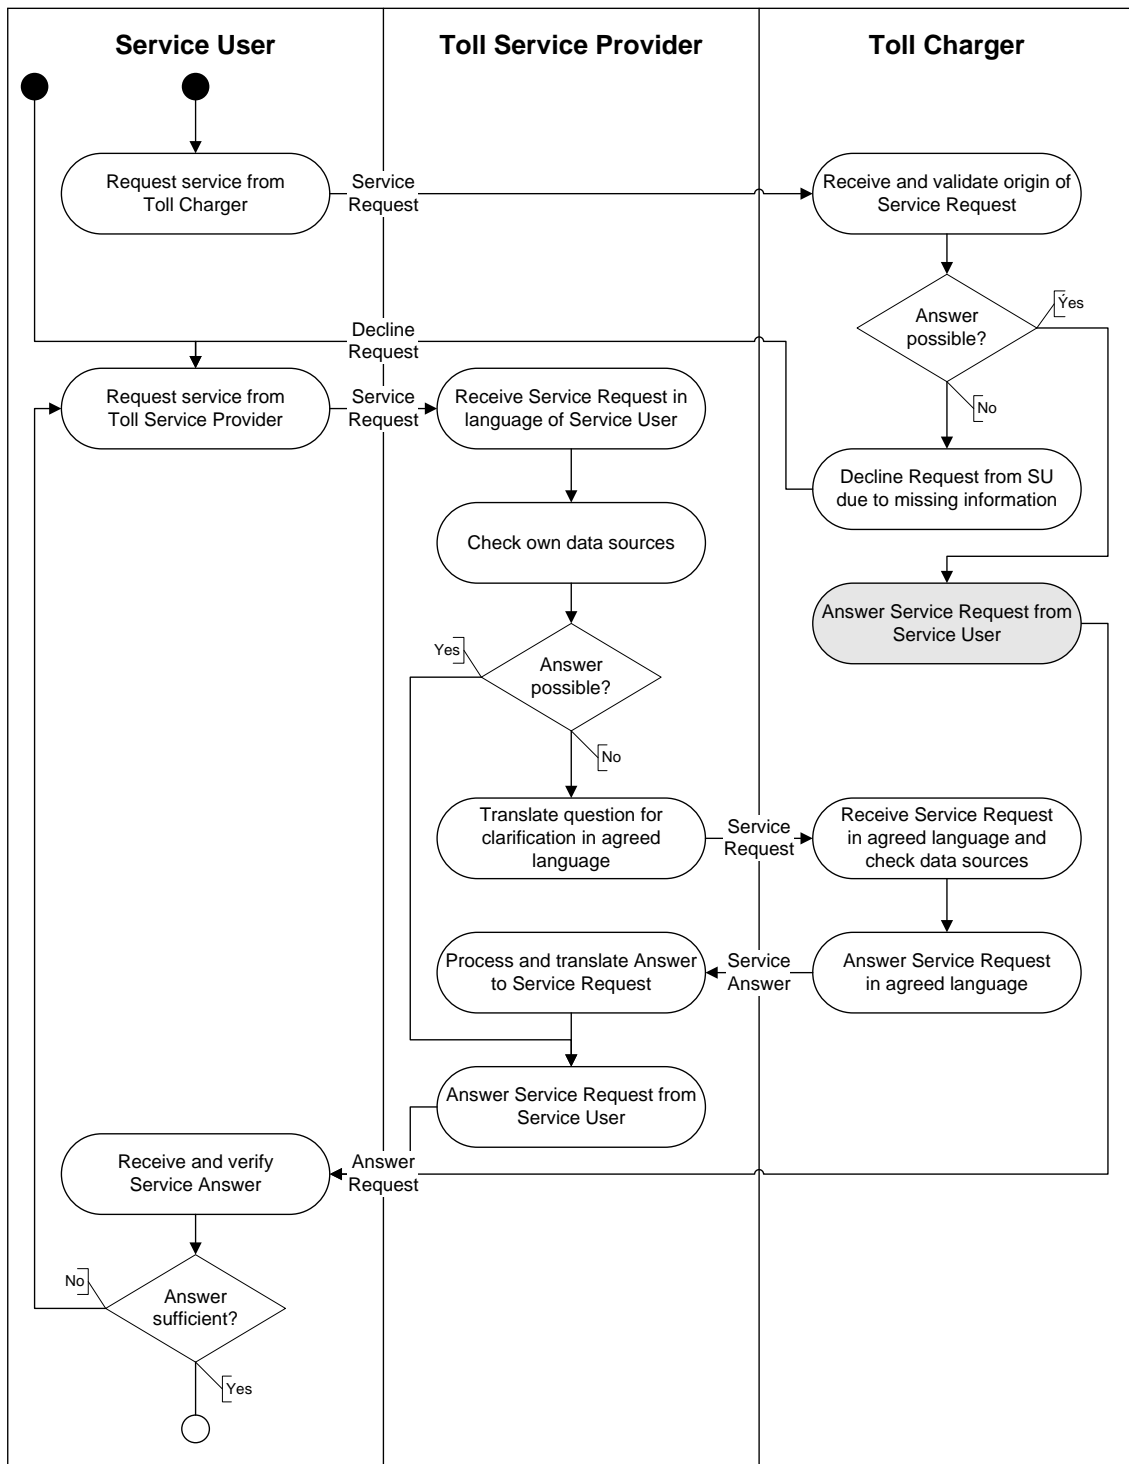 Service User
Toll Service Provider
Toll Charger
Request service from
Toll Charger
Service
Request
Receive and validate origin of
Service Request
Answer
possible?
Yes
No
Decline
Request
Request service from
Toll Service Provider
Service
Request
Receive Service Request in
language of Service User
Decline Request from SU
due to missing information
Check own data sources
Answer Service Request from
Service User
Yes
Answer
possible?
No
Translate question for
clarification in agreed
language
Service
Request
Receive Service Request
in agreed language and
check data sources
Process and translate Answer
to Service Request
Service
Answer
Answer Service Request
in agreed language
Answer Service Request from
Service User
Receive and verify
Service Answer
Answer
Request
No
Answer
sufficient?
Yes